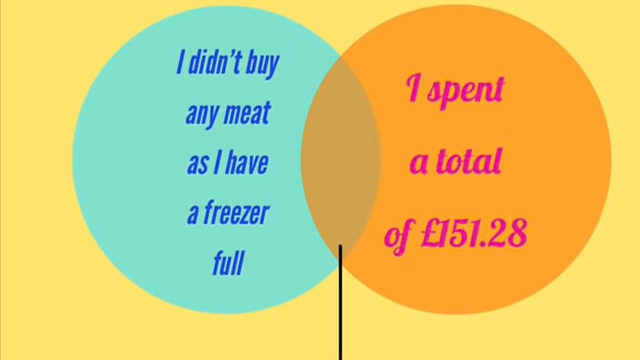 I didn't buy
any meat
as I have
a freezer
full
I spent
a total
of £151.28